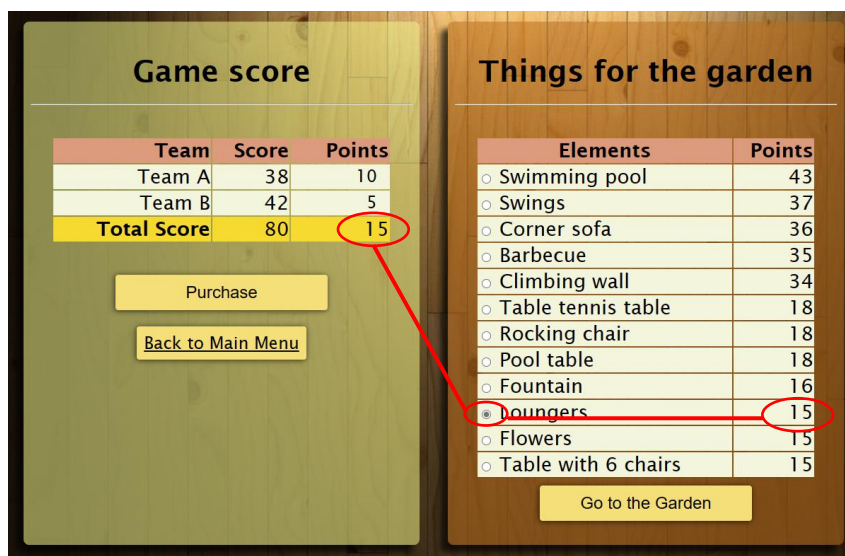 Game score
Team Score Points
Team A 38 10
Team B 42 5
Total Score 80 15
Purchase
Back to Main Menu
Things for the garden
Elements Points
Swimming pool 43
Swings 37
Corner sofa 36
Barbecue 35
Climbing wall 34
Table tennis table 18
Rocking chair 18
Pool table 18
Fountain 16
Loungers 15
Flowers 15
Table with 6 chairs 15
Go to the Garden